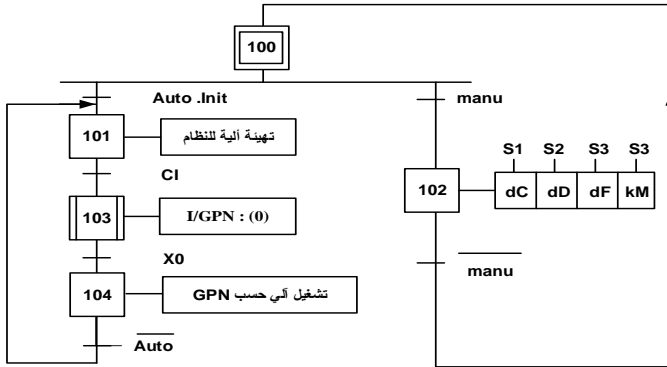 100
Auto .Init
manu
101
تهيئة ألية للنظام
S1 S2 S3 S3
CI
102
dC dD dF kM
103
I/GPN : (0)
X0
manu
104
تشغيل آلي حسب GPN
Auto